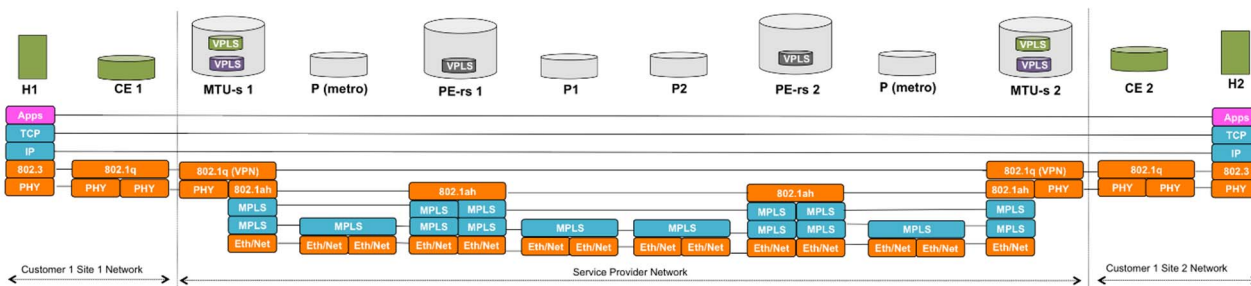 VPLS VPLS VPLS VPLS VPLS VPLS
H1 CE 1 MTU-s 1 P (metro) PE-rs 1 P1 P2 PE-rs 2 P (metro) MTU-s 2 CE 2 H2
Apps Apps
TCP TCP
IP IP
802.3 802.1q 802.1q (VPN) 802.1q (VPN) 802.1q 802.3
PHY PHY PHY PHY 802.1ah 802.1ah 802.1ah 802.1ah PHY PHY PHY PHY
MPLS MPLS MPLS MPLS MPLS MPLS
MPLS MPLS MPLS MPLS MPLS MPLS MPLS MPLS MPLS MPLS
Eth/Net Eth/Net Eth/Net Eth/Net Eth/Net Eth/Net Eth/Net Eth/Net Eth/Net Eth/Net Eth/Net Eth/Net Eth/Net Eth/Net
Customer 1 Site 1 Network Service Provider Network Customer 1 Site 2 Network